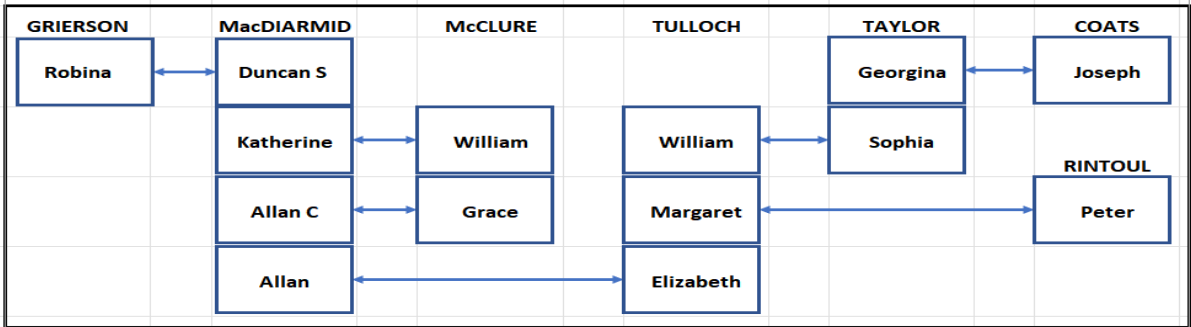 GRIERSON MacDIARMID McCLURE TULLOCH TAYLOR COATS
Robina Duncan S Georgina Joseph
Katherine William William Sophia
RINTOUL
Allan C Grace Margaret Peter
Allan Elizabeth